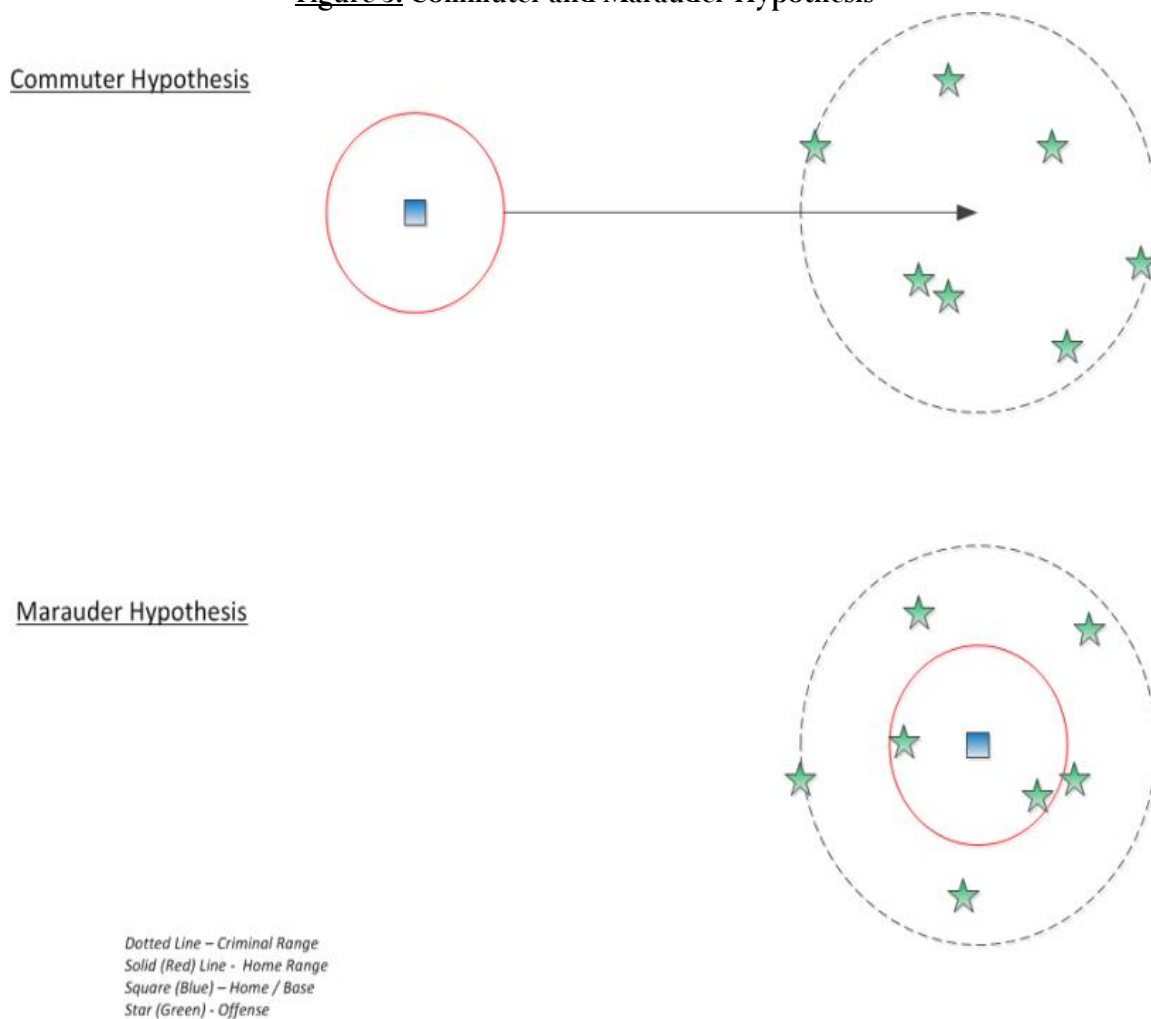 Commuter and Marauder Hypothesis
Commuter Hypothesis
Marauder Hypothesis
Dotted Line – Criminal Range
Solid (Red) Line - Home Range
Square (Blue) – Home / Base
Star (Green) - Offense